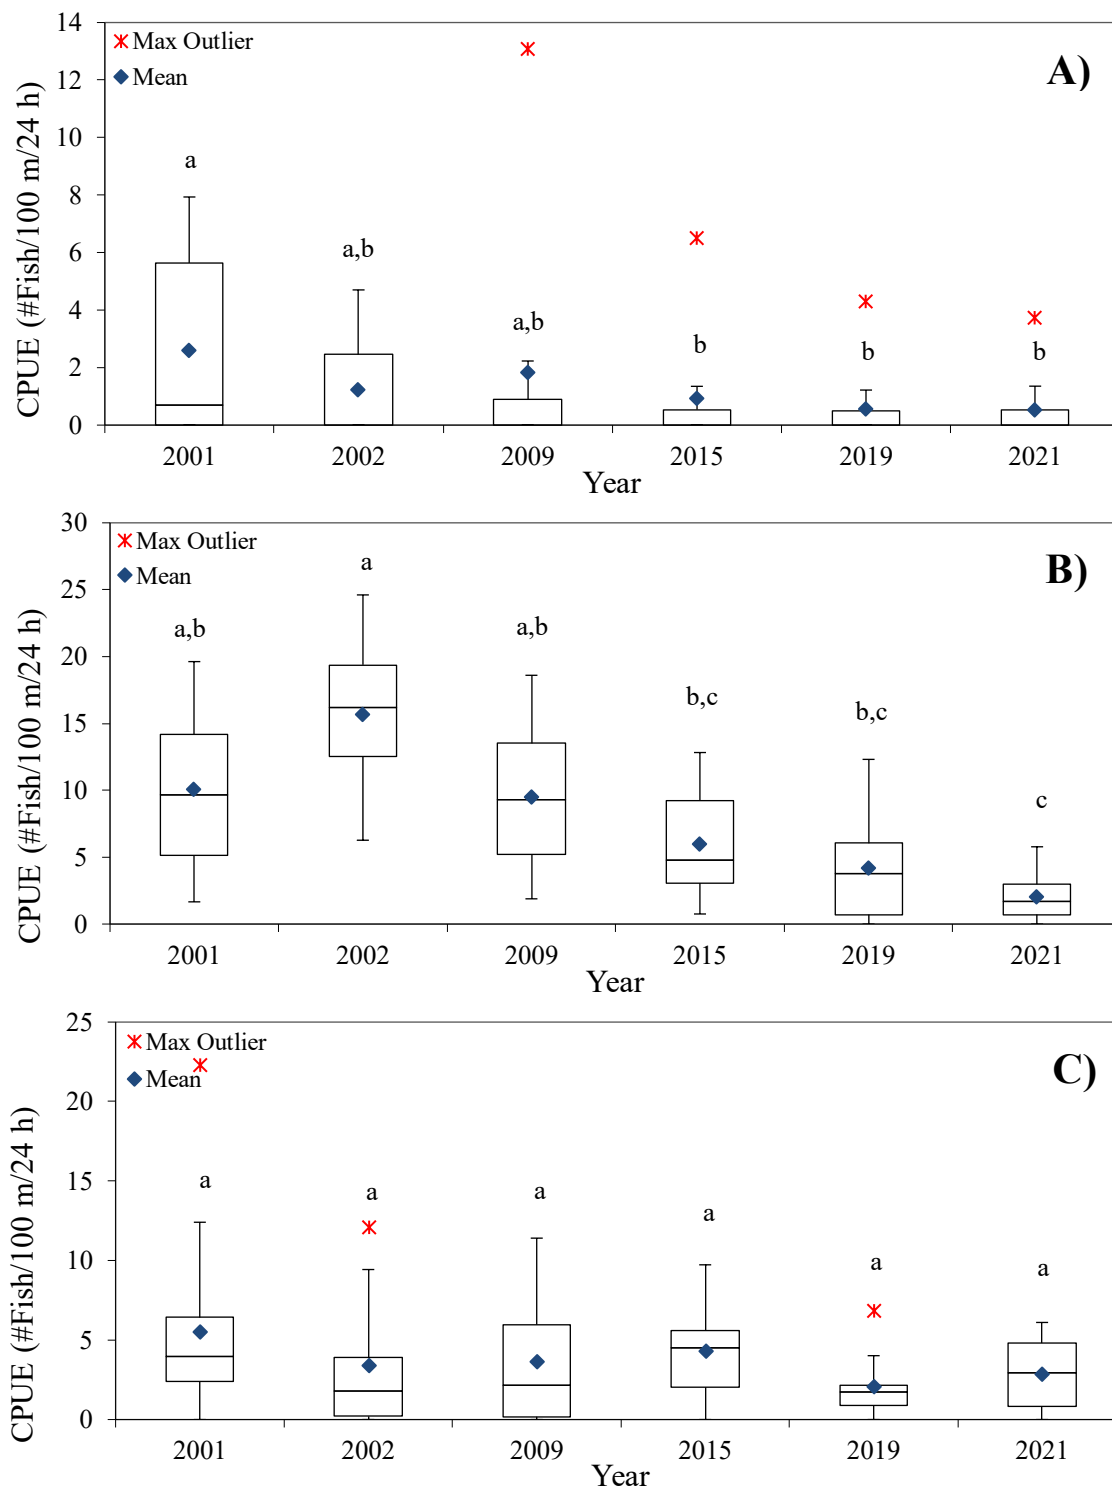 CPUE (#Fish/100 m/24 h)
14
12
10
8
6
4
2
0
Max Outlier
Mean
A)
a
a,b
a,b
b
b
b
2001 2002 2009 2015 2019 2021
Year
CPUE (#Fish/100 m/24 h)
30
25
20
15
10
5
0
Max Outlier
Mean
B)
a,b
a
a,b
b,c
b,c
c
2001 2002 2009 2015 2019 2021
Year
CPUE (#Fish/100 m/24 h)
25
20
15
10
5
0
Max Outlier
Mean
C)
a
a
a
a
a
a
2001 2002 2009 2015 2019 2021
Year